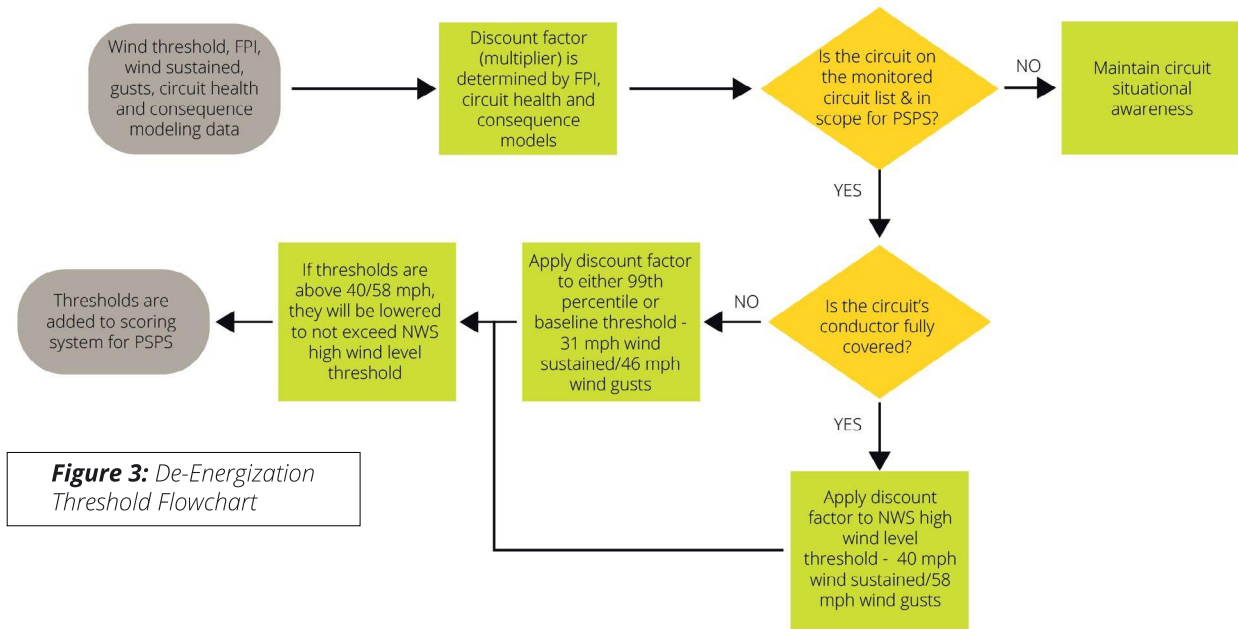 Wind threshold, FPI,
wind sustained,
gusts, circuit health
and consequence
modeling data
Discount factor
(multiplier) is
determined by FPI,
circuit health and
consequence
models
Is the circuit on
the monitored
circuit list & in
scope for PSPS?
NO
Maintain circuit
situational
awareness
YES
Is the circuit's
conductor fully
covered?
NO
Apply discount factor
to either 99th
percentile or
baseline threshold -
31 mph wind
sustained/46 mph
wind gusts
If thresholds are
above 40/58 mph,
they will be lowered
to not exceed NWS
high wind level
threshold
Thresholds are
added to scoring
system for PSPS
YES
Apply discount
factor to NWS high
wind level
threshold - 40 mph
wind sustained/58
mph wind gusts
Figure 3: De-Energization
Threshold Flowchart